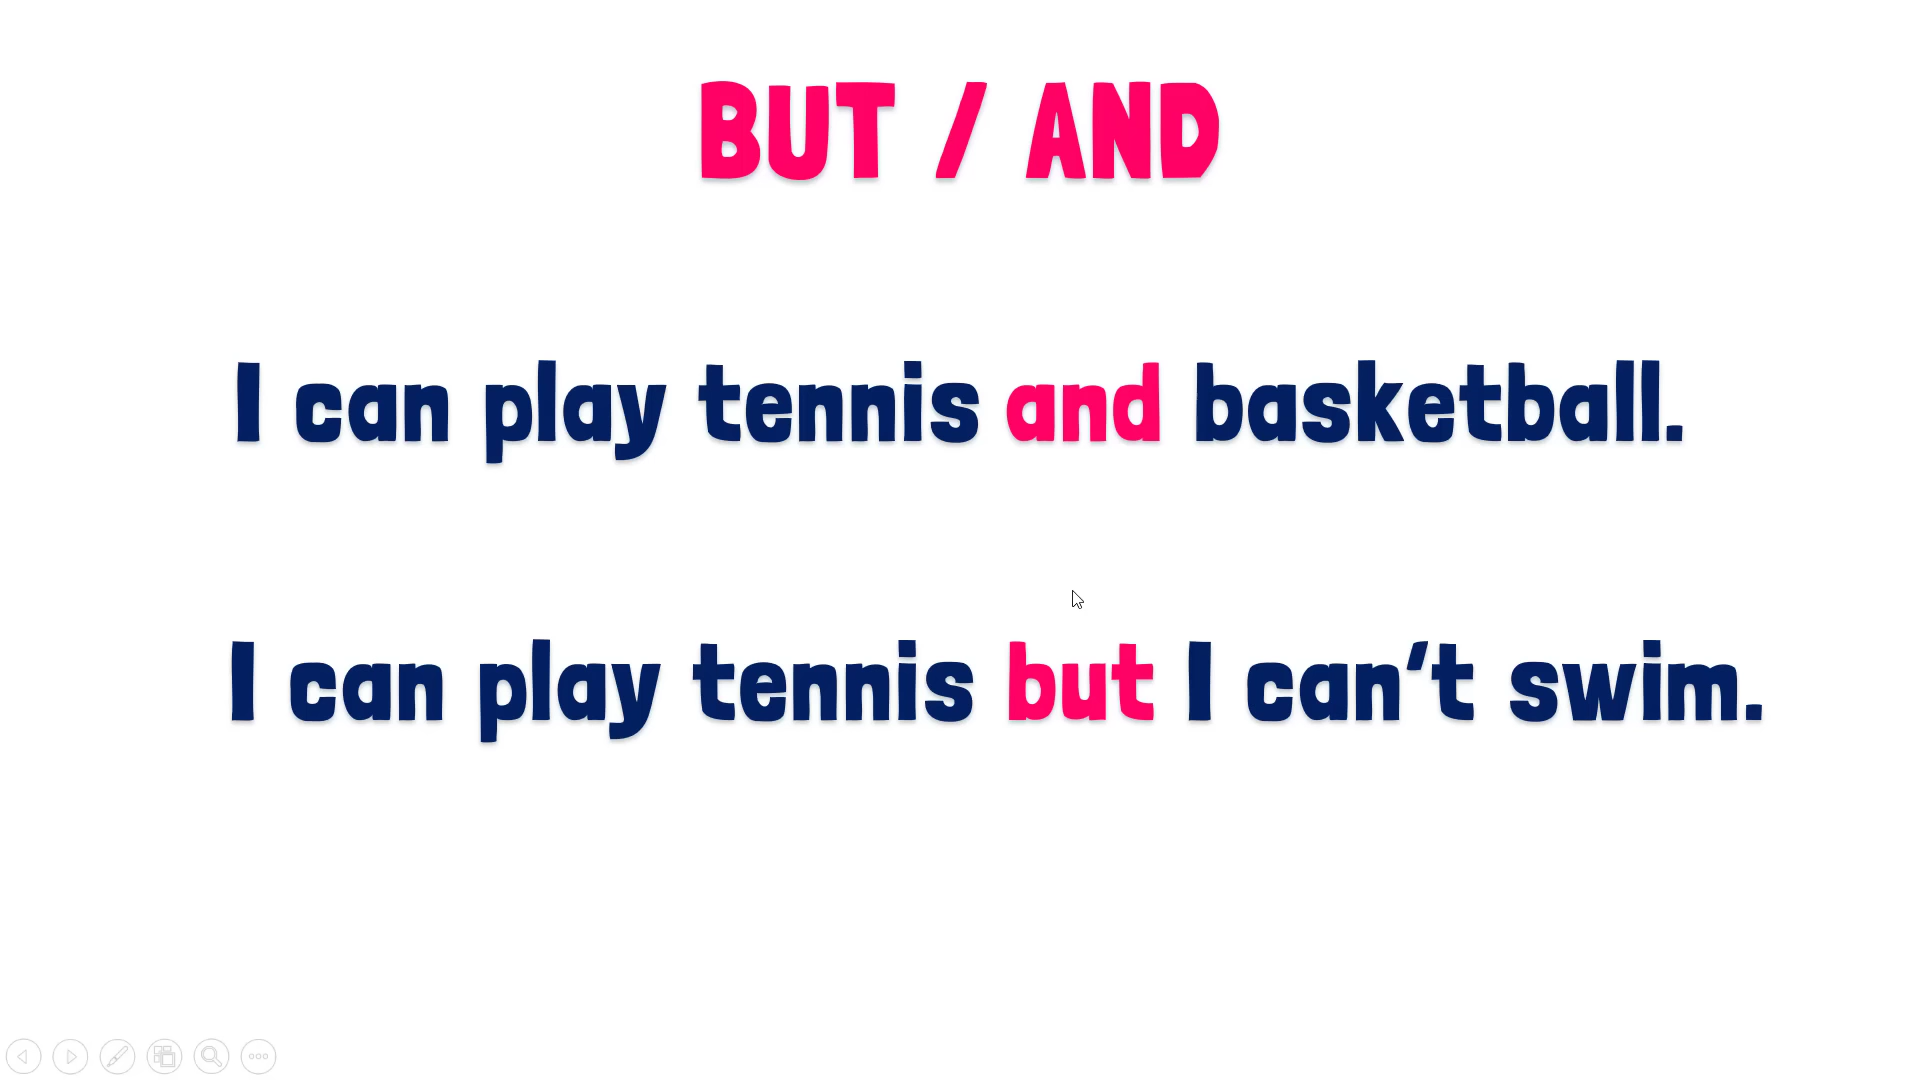 BUT / AND
I can play tennis and basketball.
I can play tennis but I can't swim.